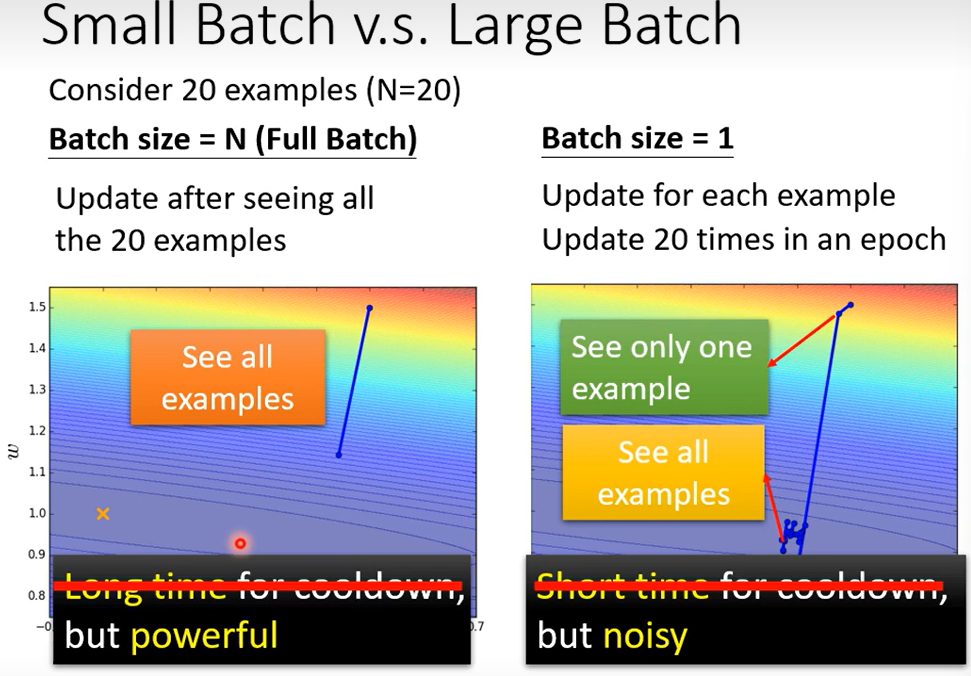 Small Batch v.s. Large Batch
Consider 20 examples (N=20)
Batch size = N (Full Batch)
Update after seeing all
the 20 examples
1.5
1.4
1.3
1.2
1.1
1.0
0.9
0.8
w
See all
examples
Long time for cooldown,
but powerful
0.7
Batch size = 1
Update for each example
Update 20 times in an epoch
See only one
example
See all
examples
Short time for cooldown,
but noisy